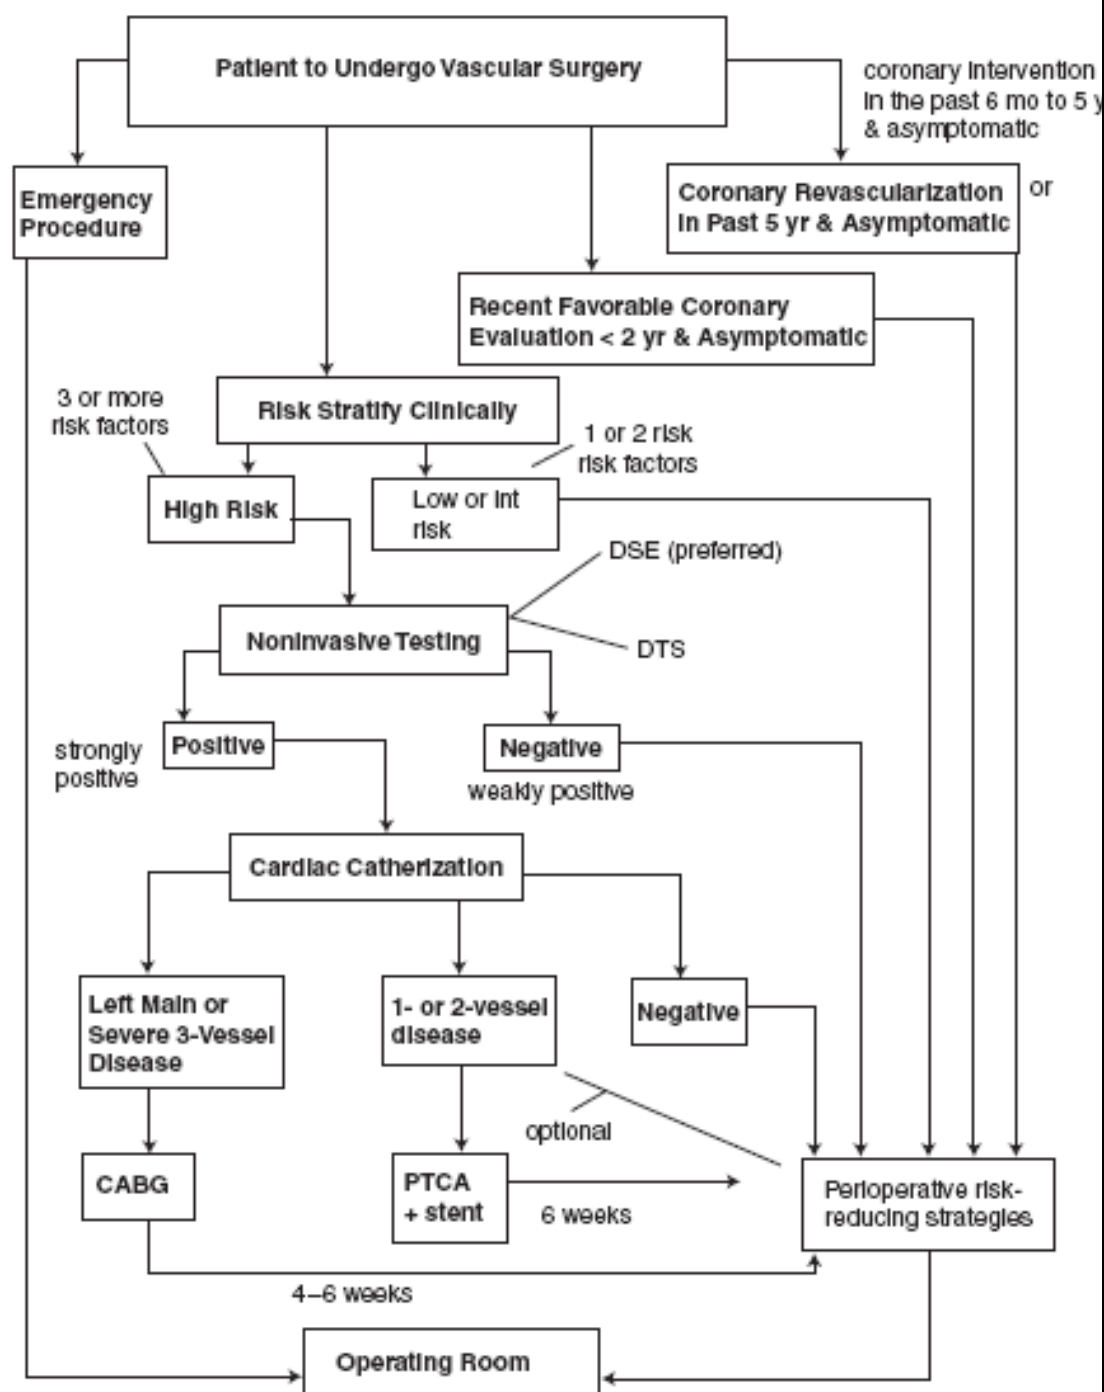 Patient to Undergo Vascular Surgery
coronary intervention
in the past 6 mo to 5 y
& asymptomatic
Emergency
Procedure
Coronary Revascularization
in Past 5 yr & Asymptomatic
or
Recent Favorable Coronary
Evaluation < 2 yr & Asymptomatic
3 or more
risk factors
Risk Stratify Clinically
1 or 2 risk
risk factors
High Risk
Low or int
risk
DSE (preferred)
Noninvasive Testing
DTS
strongly
positive
Positive
Negative
weakly positive
Cardiac Catherization
Left Main or
Severe 3-Vessel
Disease
1- or 2-vessel
disease
Negative
optional
CABG
PTCA
+ stent
6 weeks
Perioperative risk-
reducing strategies
4–6 weeks
Operating Room